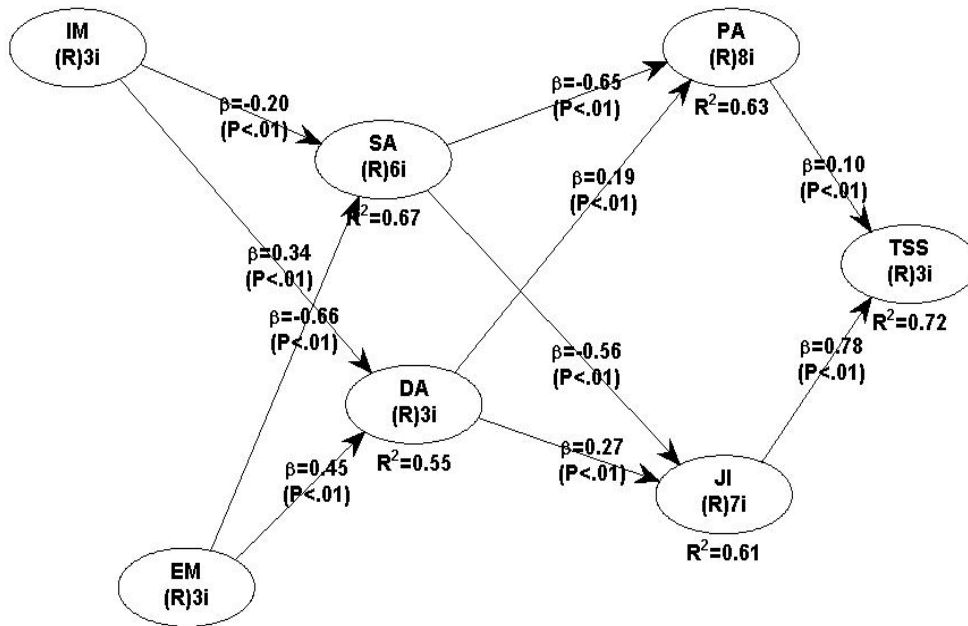 IM
(R)3i
PA
(R)8i
R²=0.63
β=-0.20
(P<.01)
β=-0.65
(P<.01)
SA
(R)6i
R²=0.67
β=0.19
(P<.01)
β=0.10
(P<.01)
TSS
(R)3i
R²=0.72
β=0.34
(P<.01)
β=-0.66
(P<.01)
β=-0.56
(P<.01)
β=0.78
(P<.01)
DA
(R)3i
R²=0.55
β=0.45
(P<.01)
β=0.27
(P<.01)
JI
(R)7i
R²=0.61
EM
(R)3i